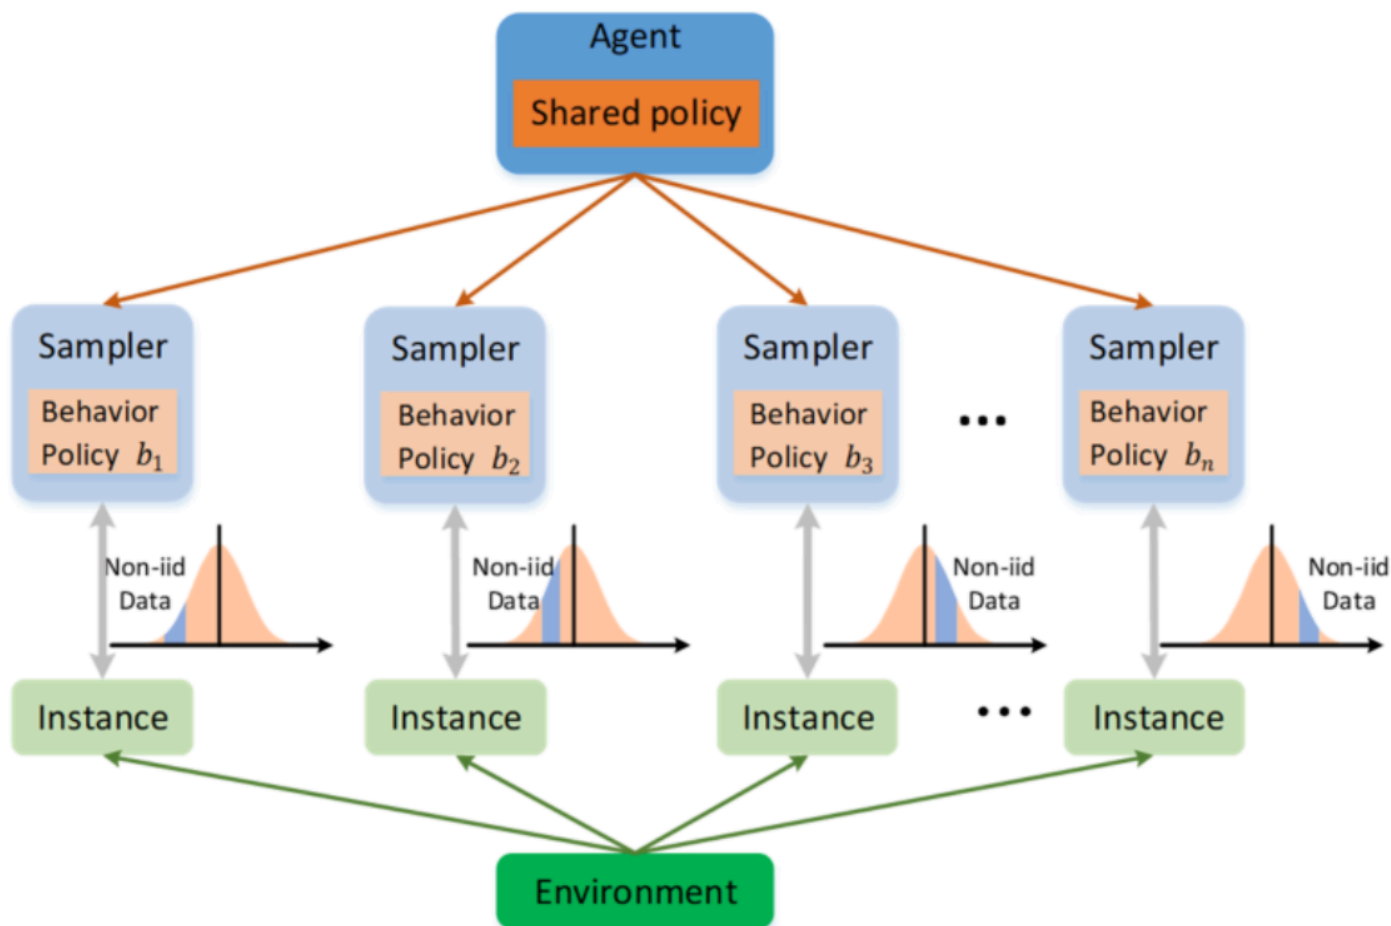 Agent
Shared policy
Sampler
Behavior
Policy b₁
Sampler
Behavior
Policy b₂
Sampler
Behavior
Policy b₃
...
Sampler
Behavior
Policy bₙ
Non-iid
Data
Non-iid
Data
Non-iid
Data
Non-iid
Data
Instance
Instance
Instance
...
Instance
Environment